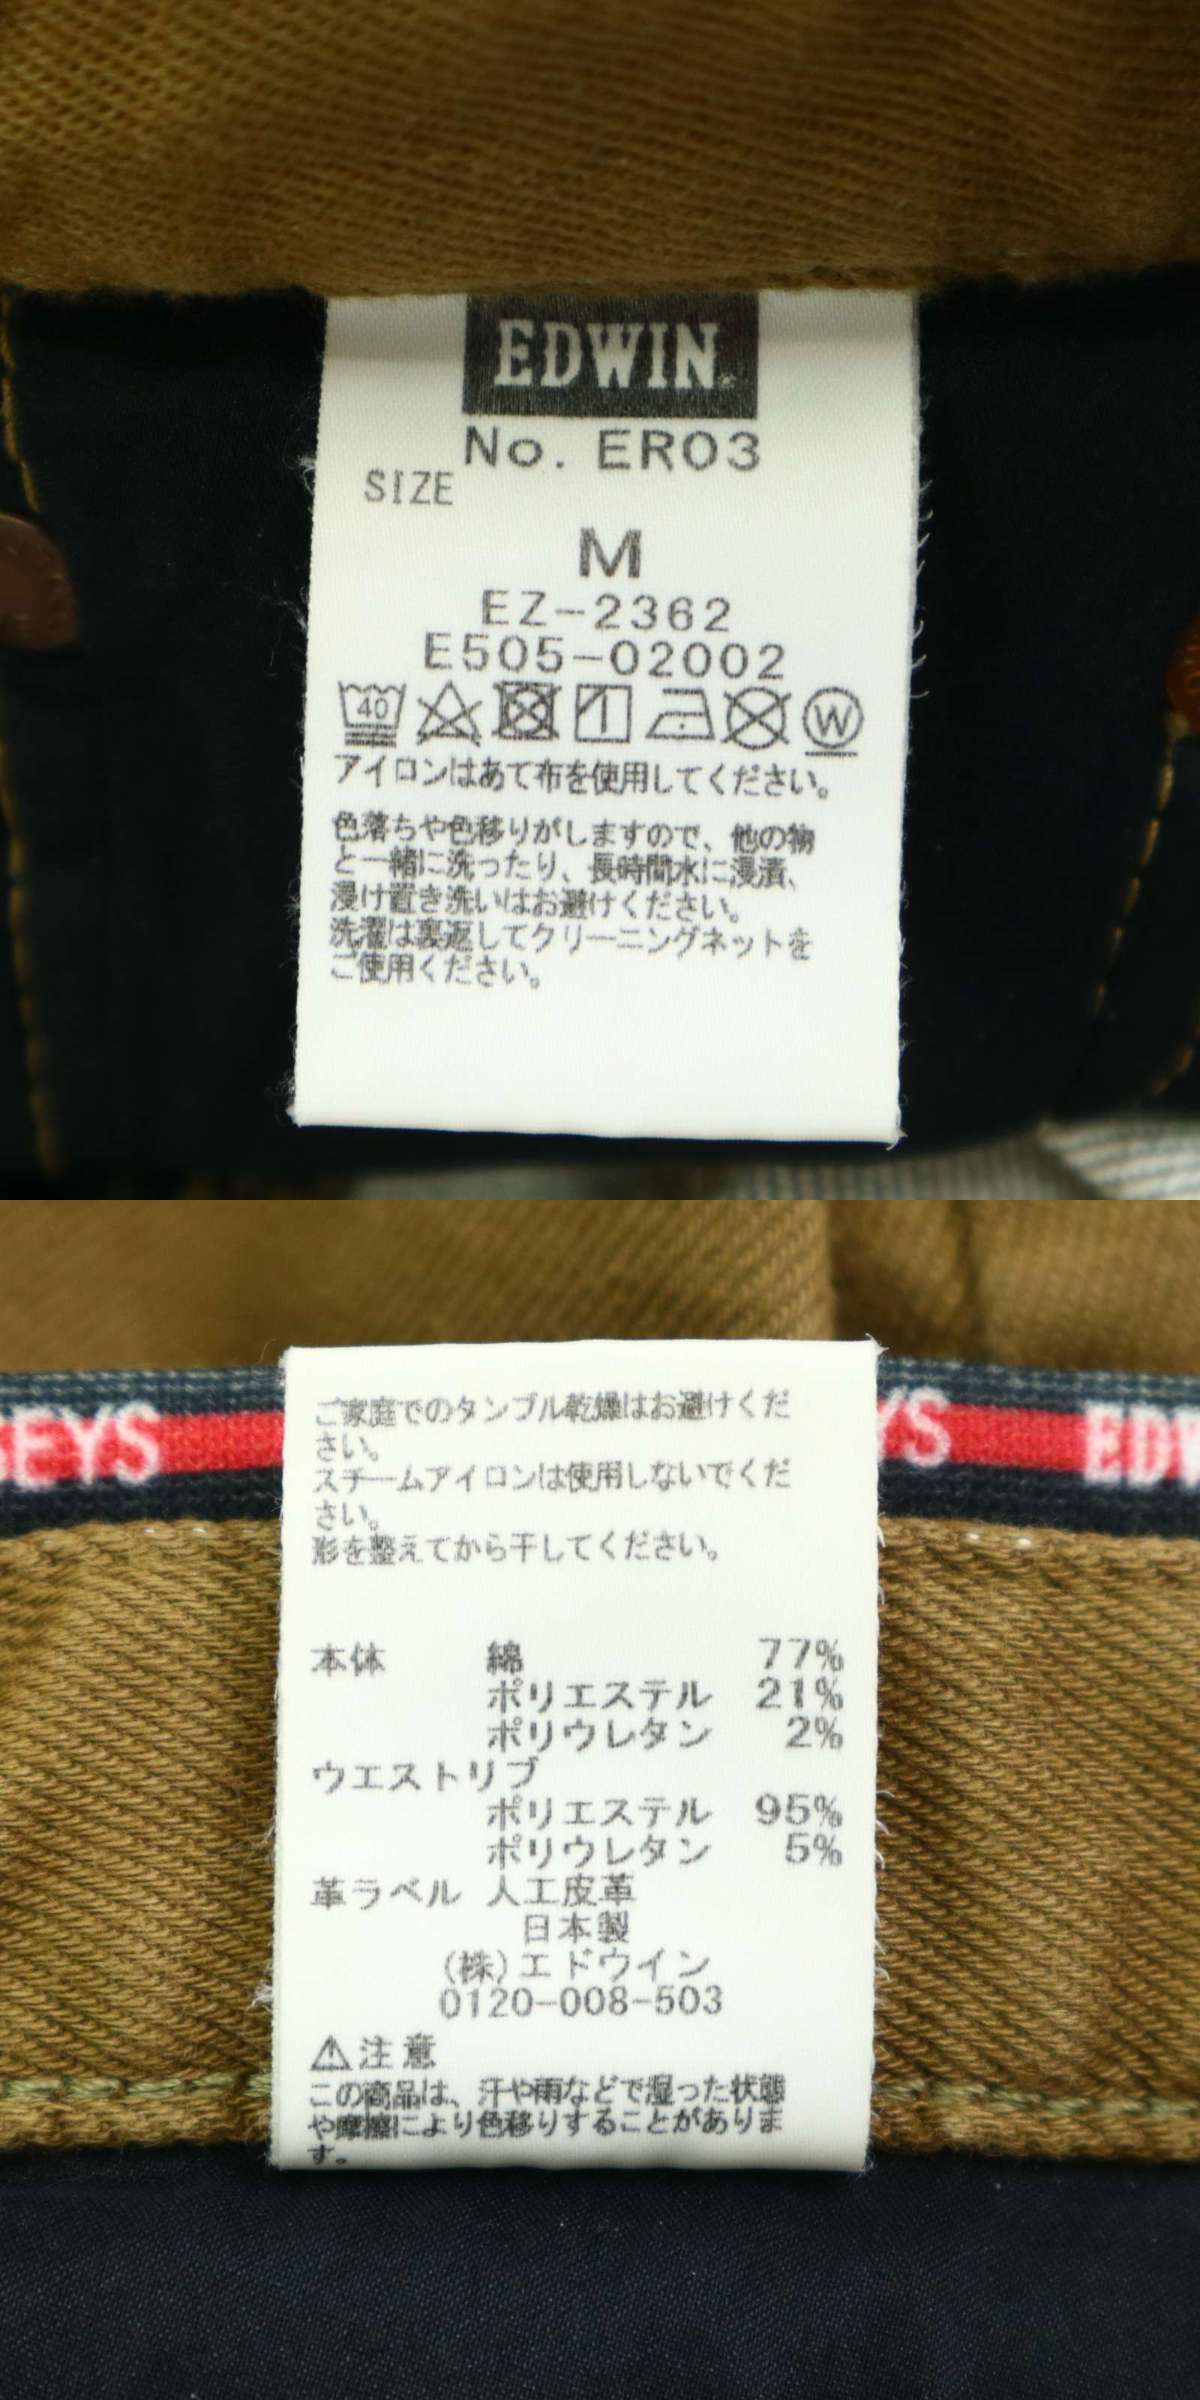 EDWIN
No. ER03
SIZE
M
EZ-2362
E505-02002
40
W
アイロンはあて布を使用してください。
色落ちや色移りがしますので、他の物
と一緒に洗ったり、長時間水に浸漬、
浸け置き洗いはお避けください。
洗濯は裏返してクリーニングネットを
ご使用ください。
SEYS
YS
EDW
ご家庭でのタンブル乾燥はお避けくだ
さい。
スチームアイロンは使用しないでくだ
さい。
形を整えてから干してください。
本体 綿 77%
ポリエステル 21%
ポリウレタン 2%
ウエストリブ
ポリエステル 95%
ポリウレタン 5%
革ラベル 人工皮革
日本製
(株)エドウイン
0120-008-503
注意
この商品は、汗や雨などで湿った状態
や摩擦により色移りすることがありま
す。